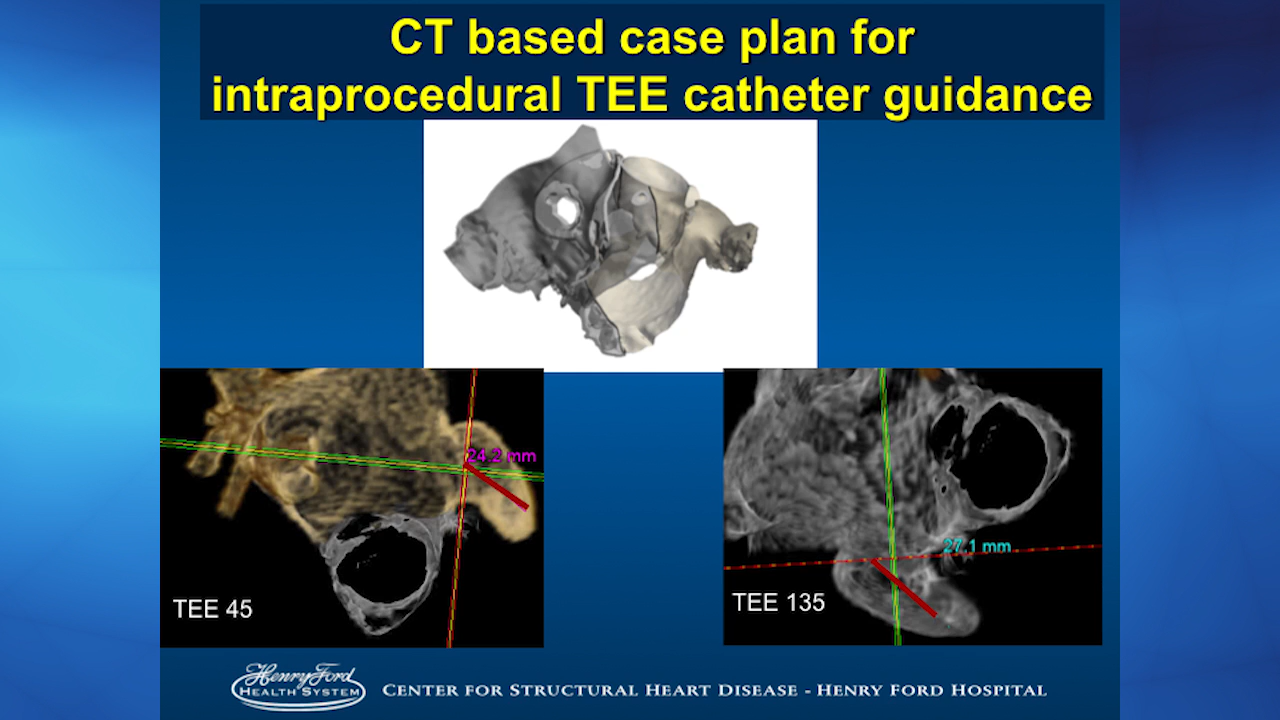 CT based case plan for
intraprocedural TEE catheter guidance
24.2 mm
27.1 mm
TEE 45
TEE 135
Henry Ford
HEALTH SYSTEM
CENTER FOR STRUCTURAL HEART DISEASE - HENRY FORD HOSPITAL